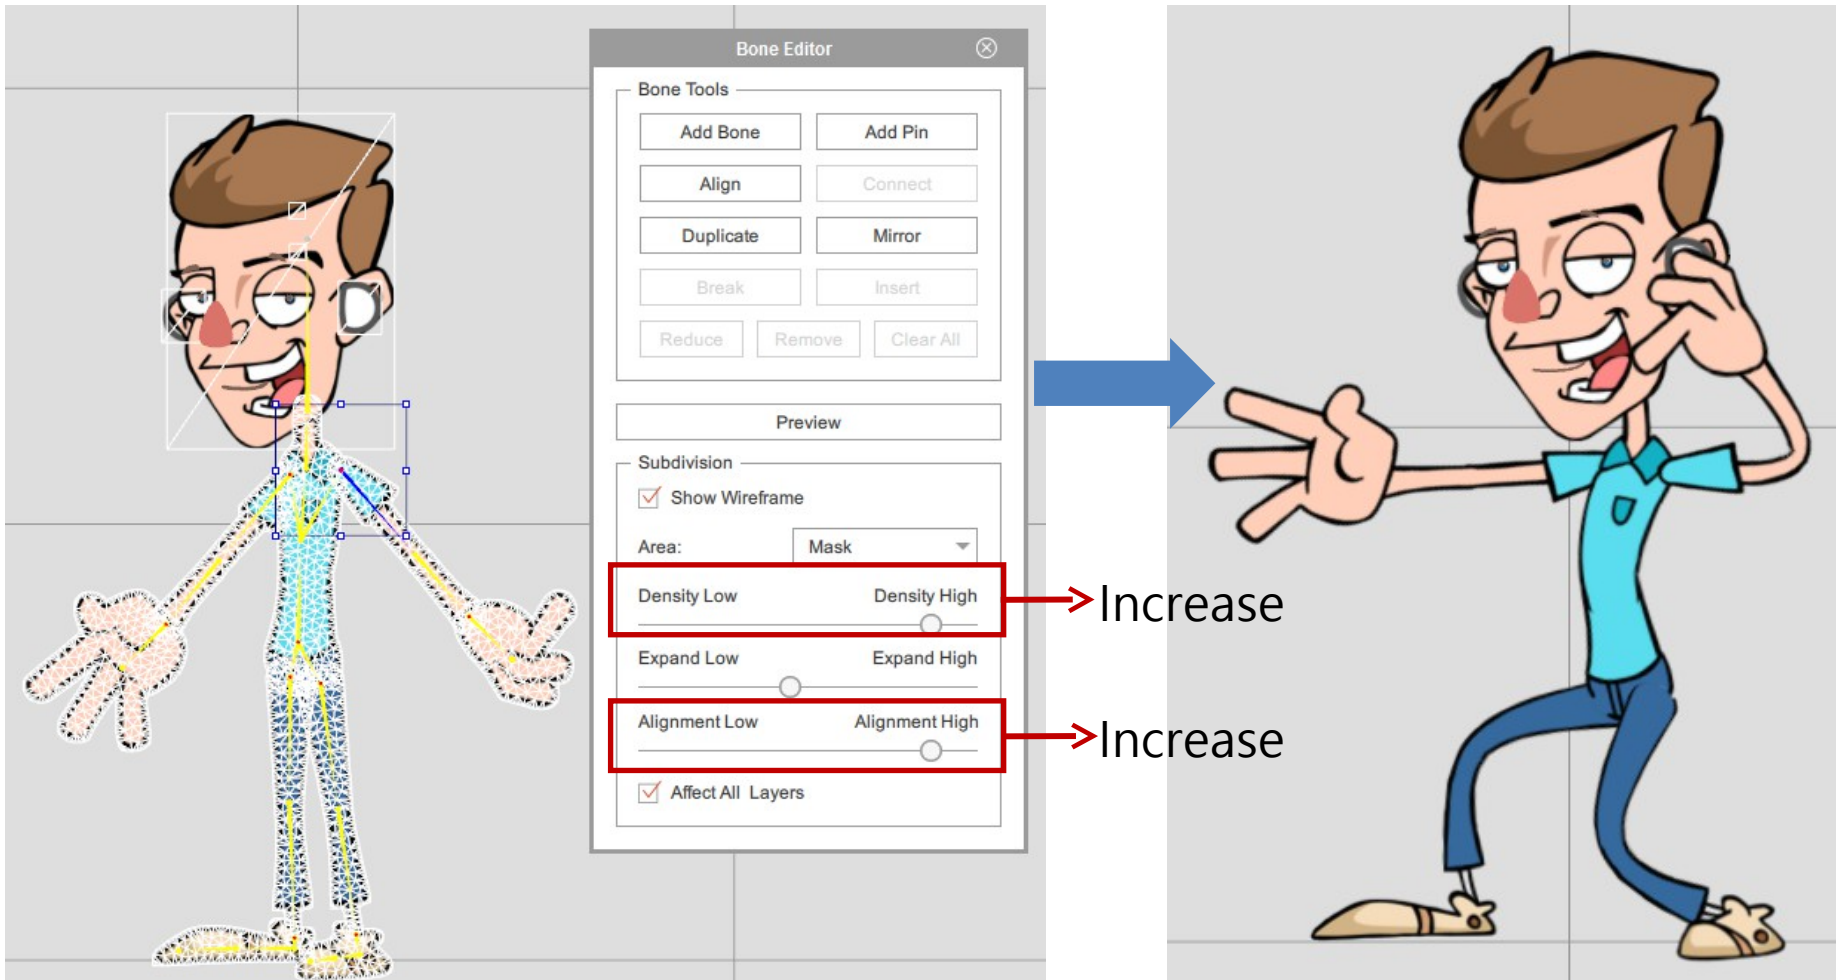 Bone Editor
Bone Tools
Add Bone
Add Pin
Align
Connect
Duplicate
Mirror
Break
Insert
Reduce
Remove
Clear All
Preview
Subdivision
Show Wireframe
Area:
Mask
Density Low
Density High
Increase
Expand Low
Expand High
Alignment Low
Alignment High
Increase
Affect All Layers